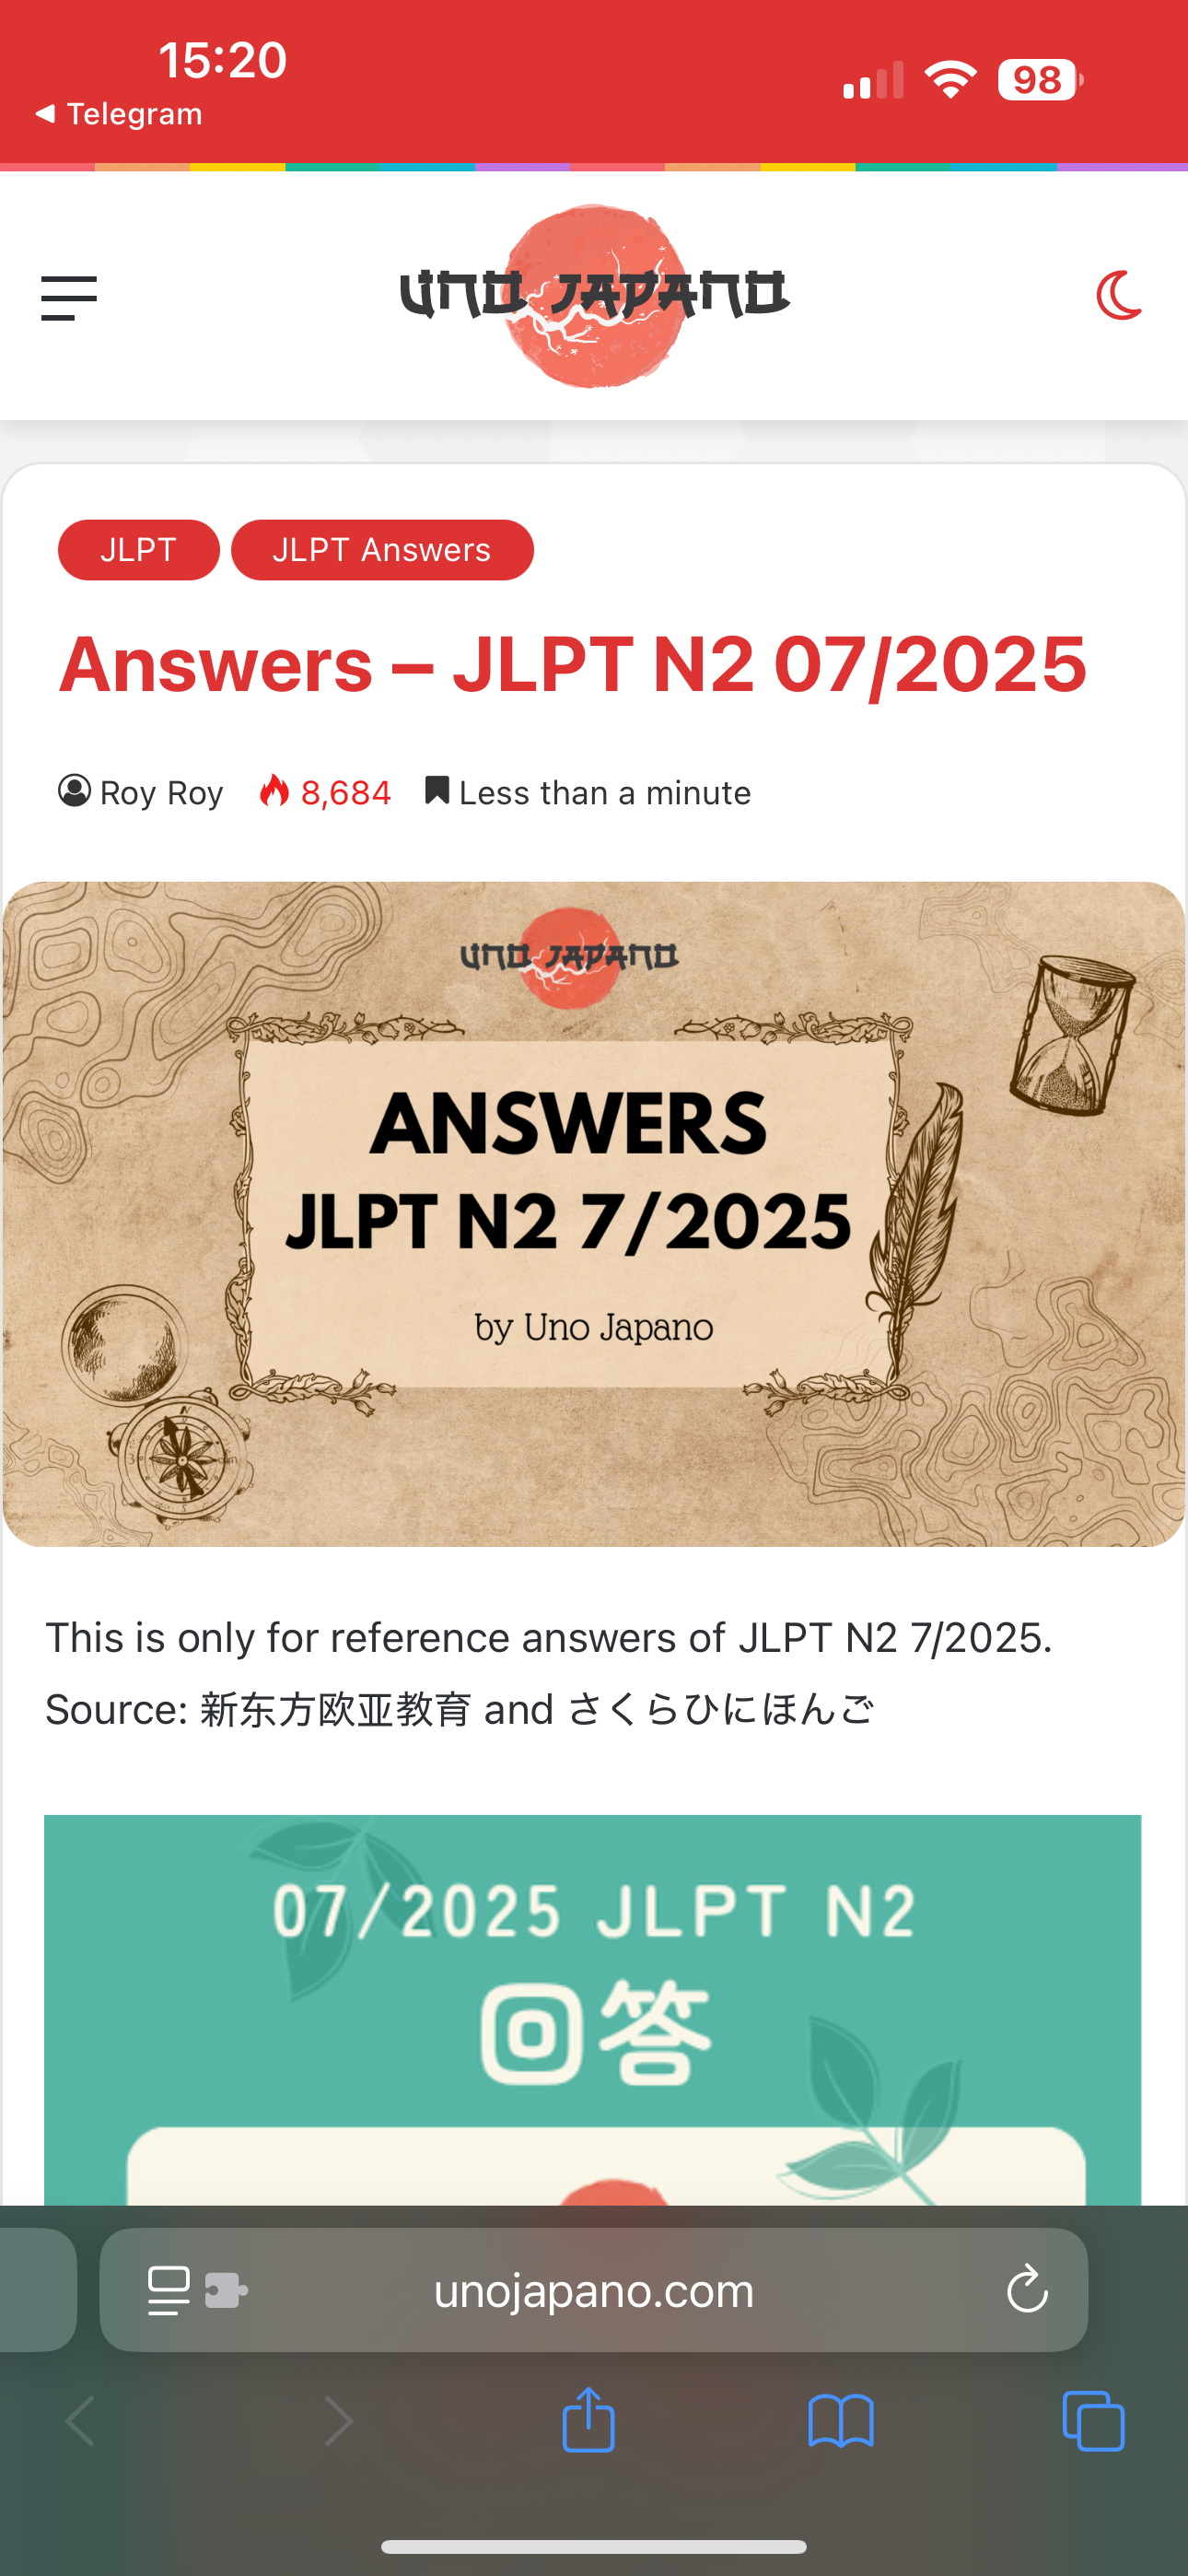 15:20
98
◀ Telegram
UNO JAPANO
JLPT
JLPT Answers
Answers – JLPT N2 07/2025
Roy Roy
8,684
Less than a minute
UNO JAPANO
ANSWERS
JLPT N2 7/2025
by Uno Japano
This is only for reference answers of JLPT N2 7/2025.
Source: 新东方欧亚教育 and さくらひにほんご
07/2025 JLPT N2
回答
unojapano.com